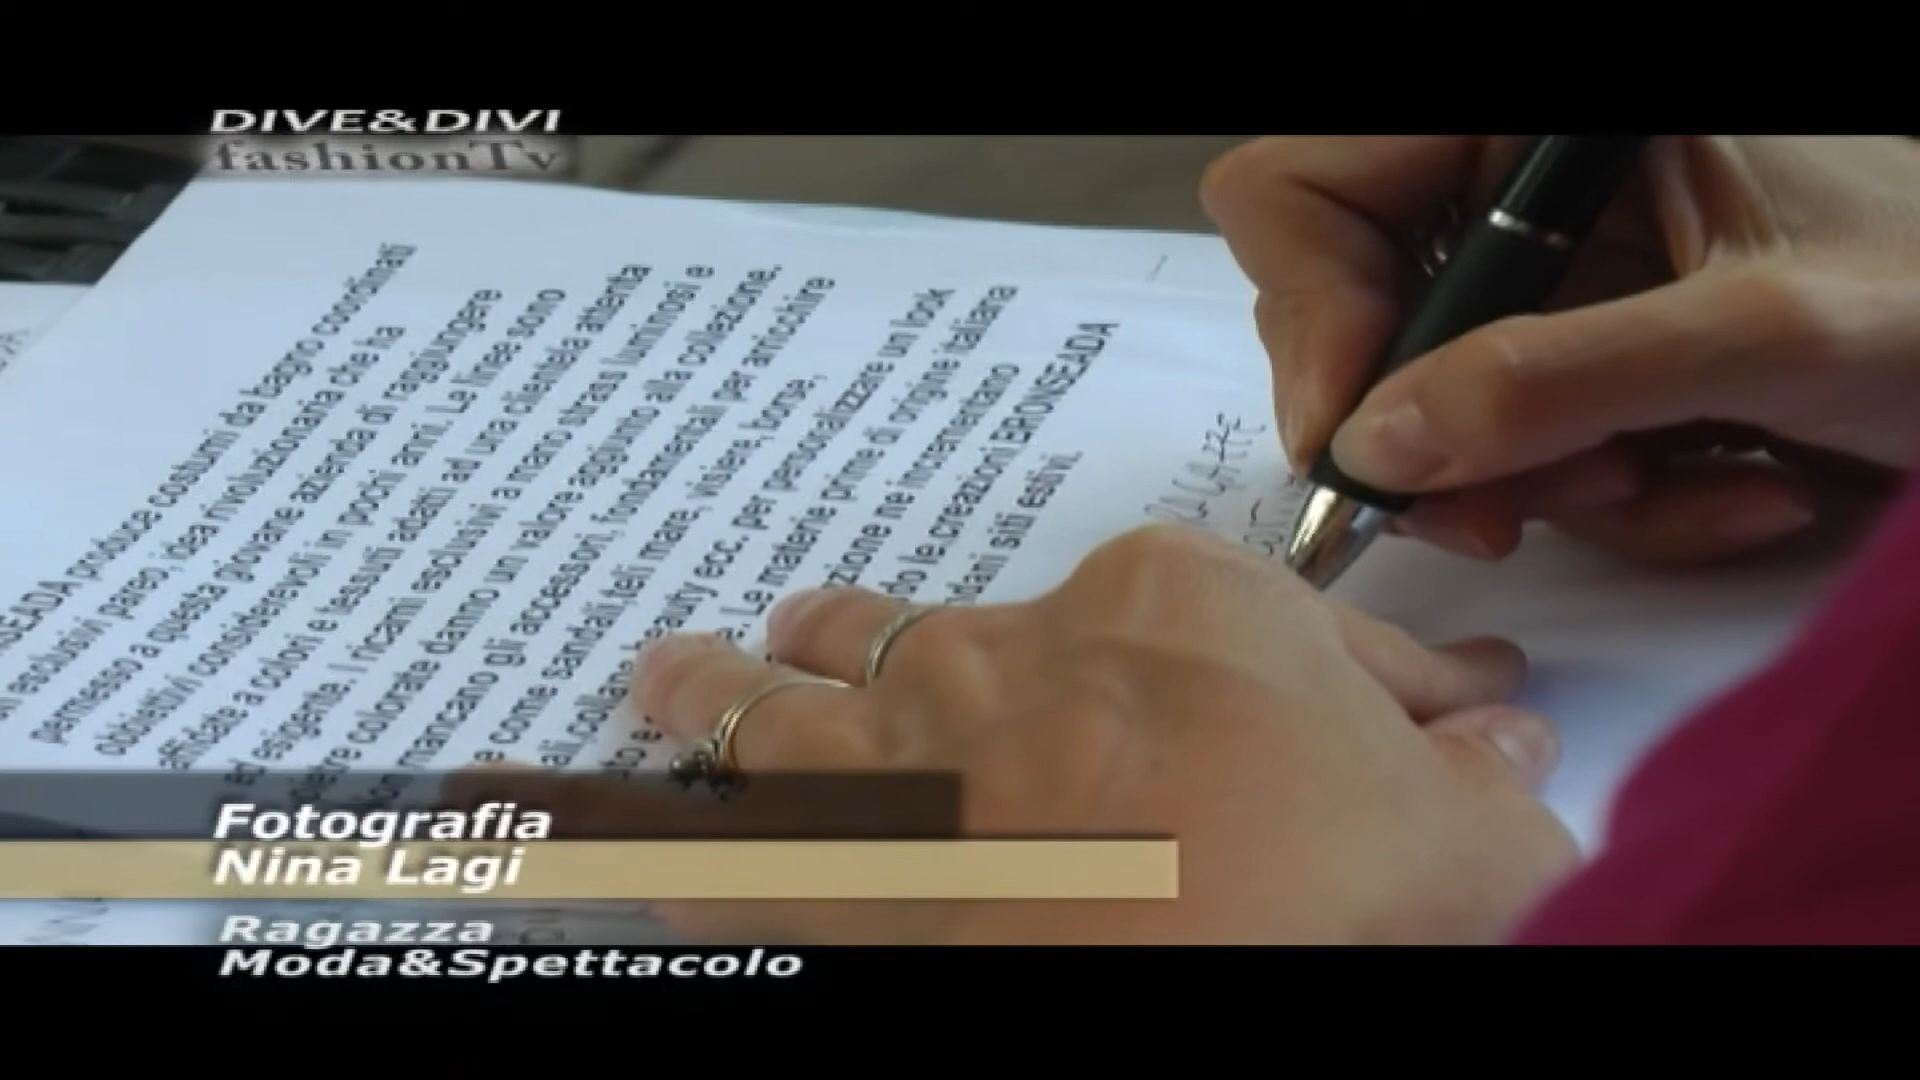 DIVE&DIVI
fashionTv
produce costumi da bagno coordinati
esclusivi pareo, idea rivoluzionaria che ha
permesso a questa giovane azienda di raggiungere
obbiettivi considerevoli in pochi anni. Le linee sono
affidate a colori e tessuti adatti ad una clientela attenta
ed esigente. I ricami esclusivi a mano strass luminosi e
pietre colorate danno un valore aggiunto alla collezione.
mancano gli accessori, fondamentali per arricchire
e come sandali, teli mare, visiere, borse,
beauty ecc. per personalizzare un look
Le materie prime di origine italiana
ne incrementano
le creazioni BRONSEADA
siti estivi.
Fotografia
Nina Lagi
Ragazza
Moda&Spettacolo